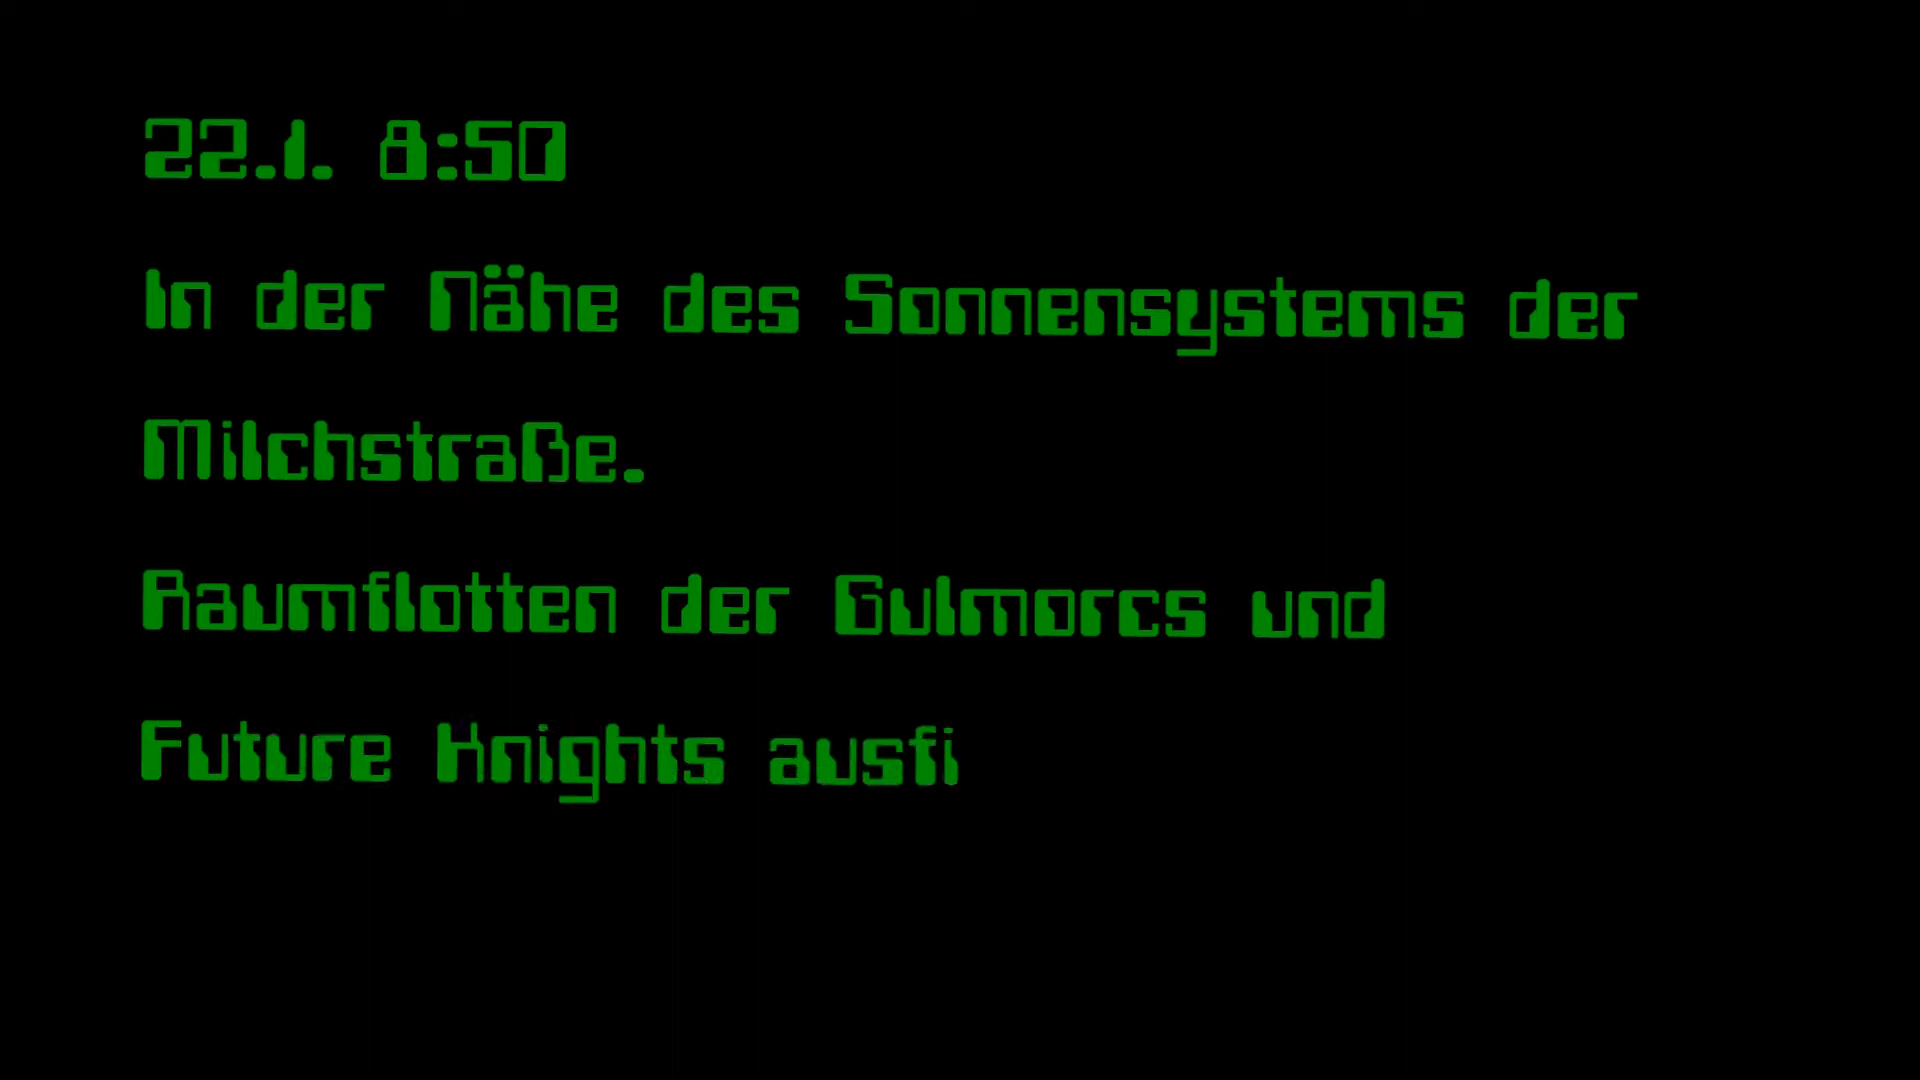 22.1. 8:50
In der Nähe des Sonnensystems der
Milchstraße.
Raumflotten der Gulmorcs und
Future Knights ausfi